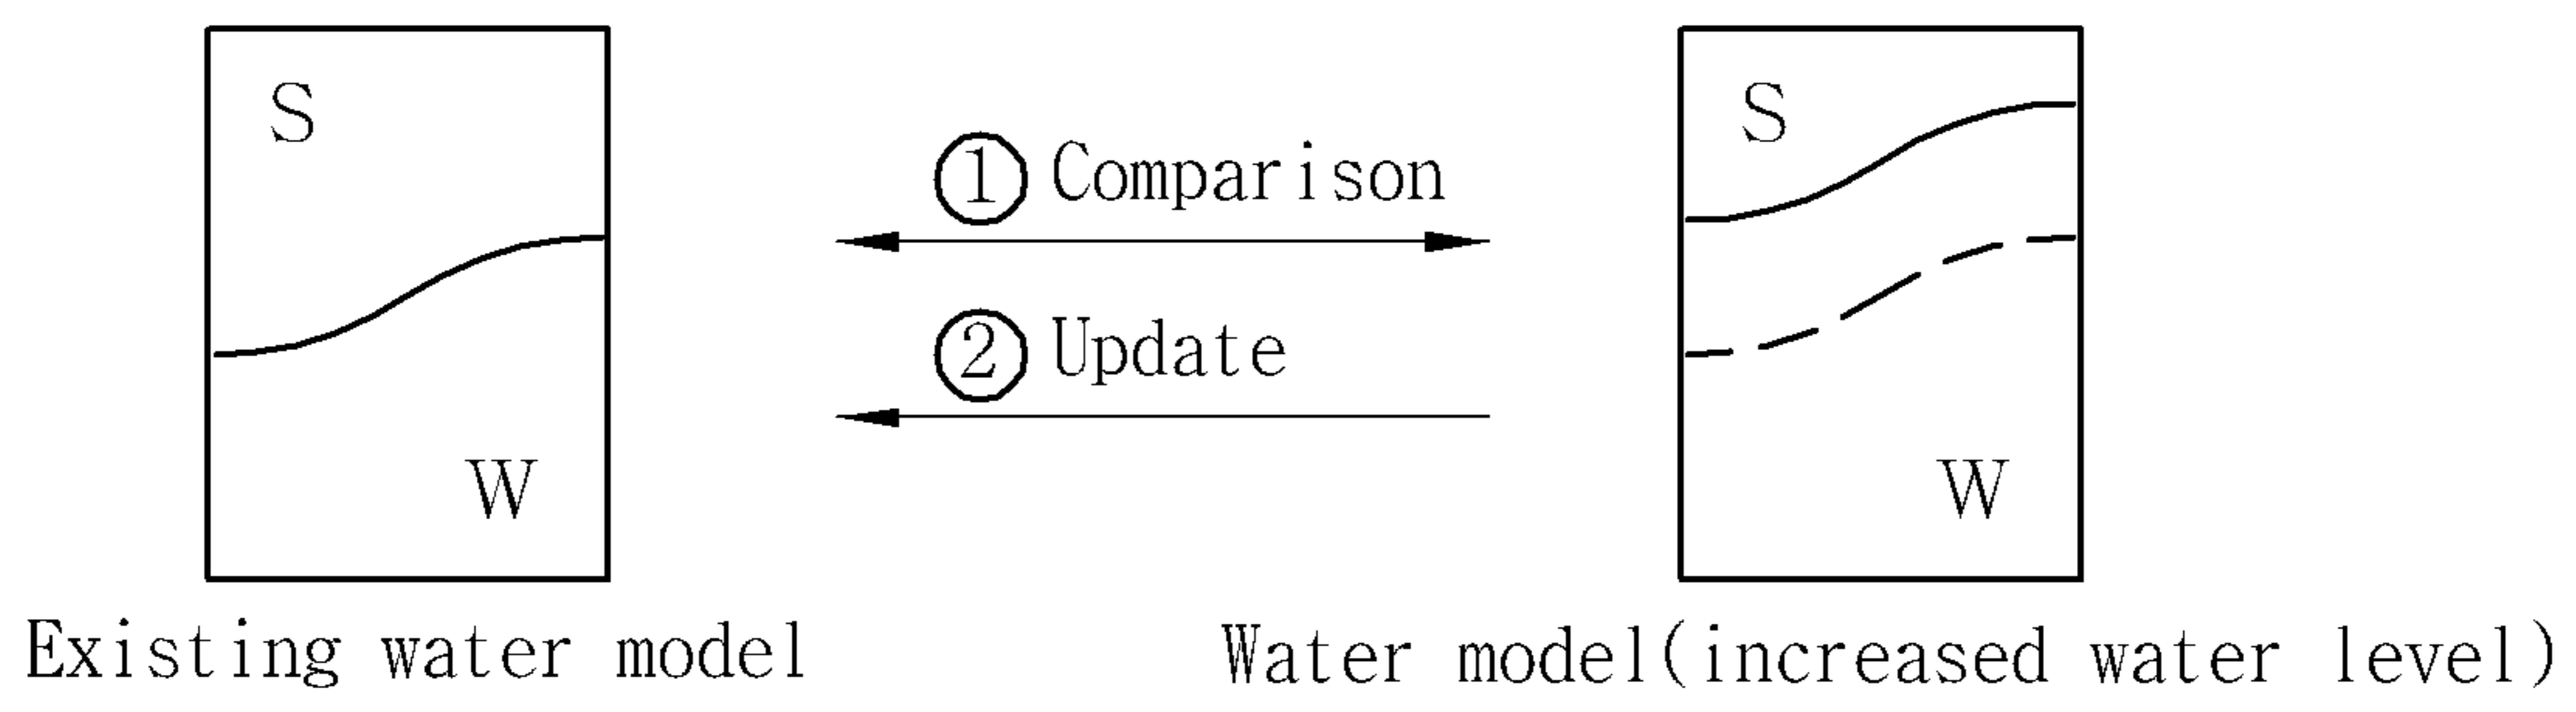 S
W
① Comparison
② Update
S
W
Existing water model
Water model(increased water level)